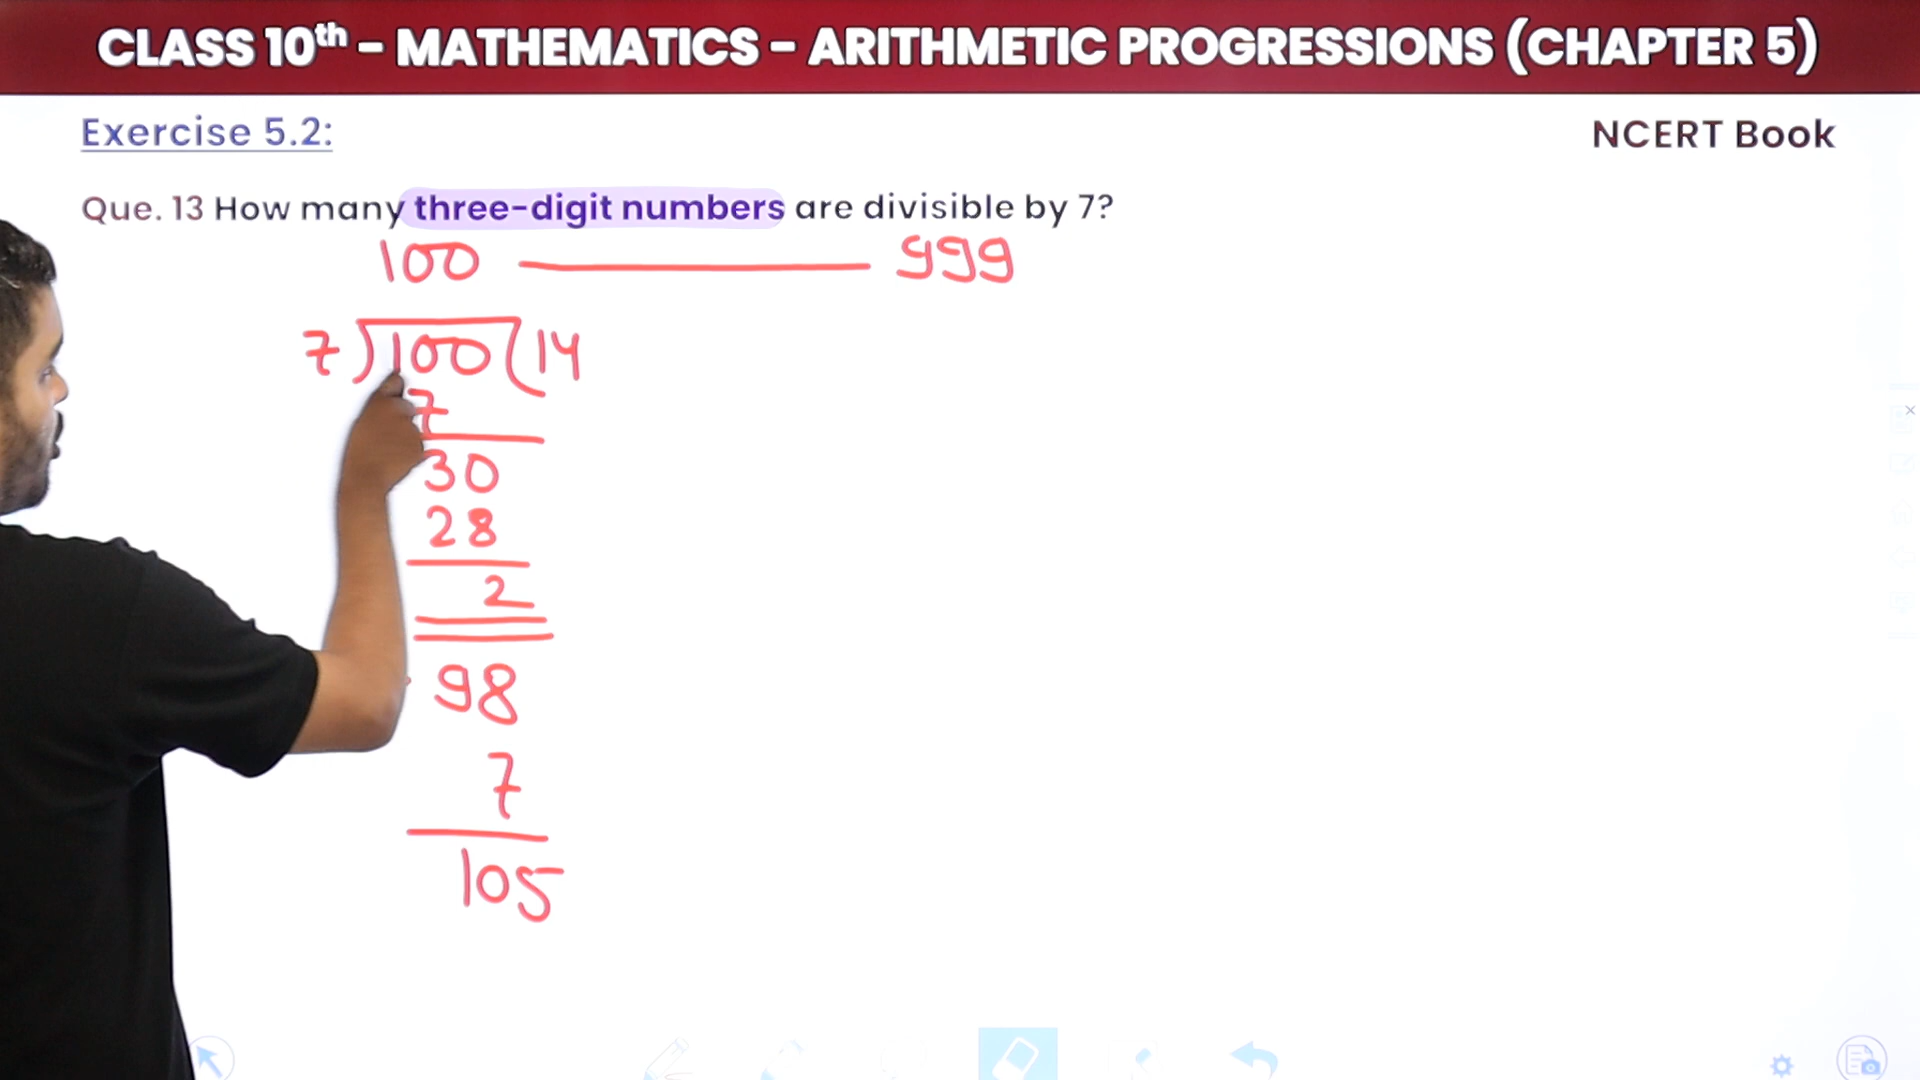 CLASS 10th – MATHEMATICS – ARITHMETIC PROGRESSIONS (CHAPTER 5)
Exercise 5.2:
NCERT Book
Que. 13 How many three-digit numbers are divisible by 7?
100 —— 999
7)100(14
7
30
28
2
98
7
105